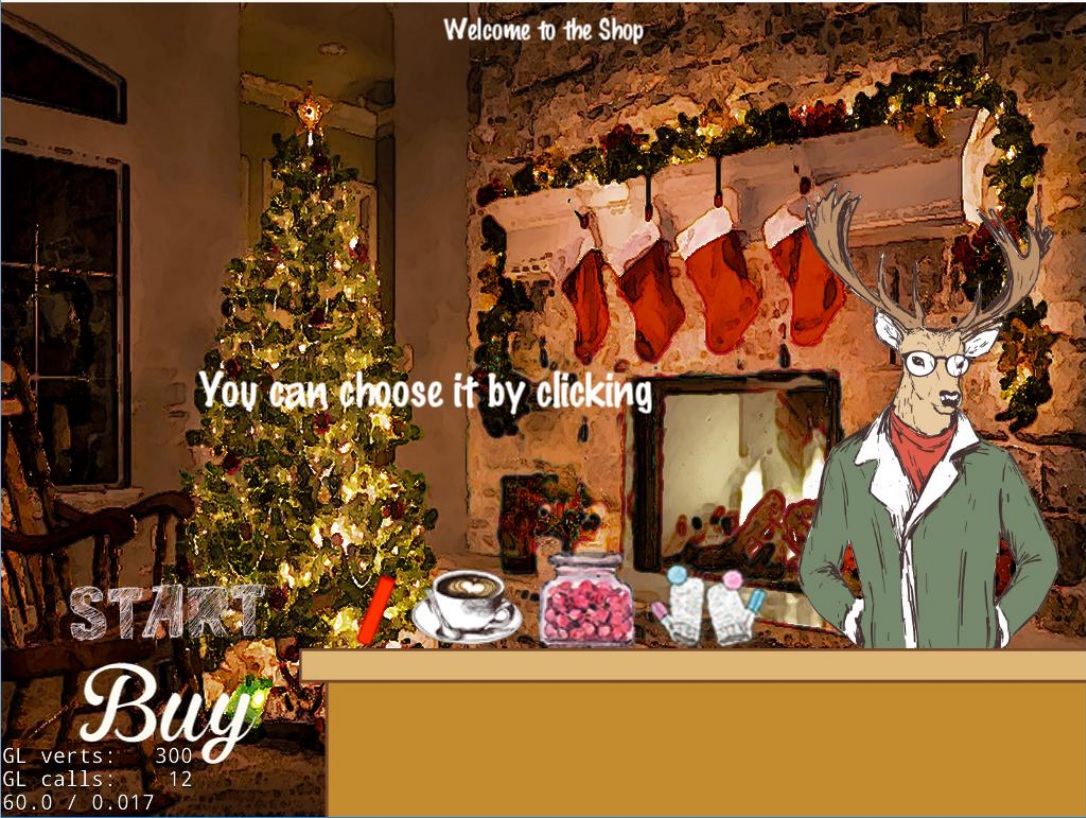 Welcome to the Shop
You can choose it by clicking
START
Buy
GL verts: 300
GL calls: 12
60.0 / 0.017